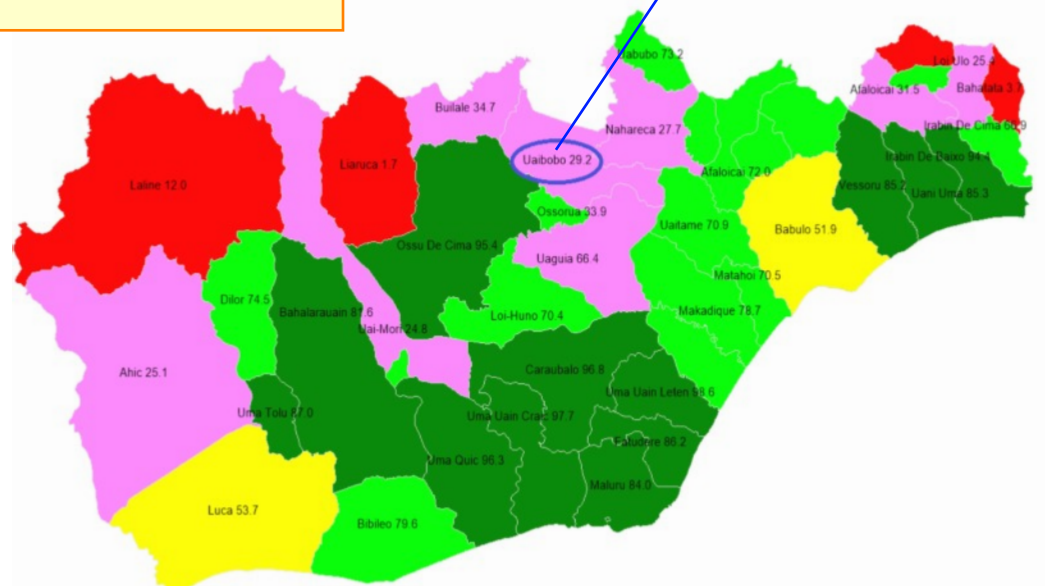 Nabubo 73.2
Loi Ulo 25.4
Afaloicai 31.5
Bahatata 3.7
Builale 34.7
Nahareca 27.7
Irabin De Cima 68.9
Liaruca 1.7
Uaibobo 29.2
Irabin De Baixo 94.4
Afaloicai 72.0
Laline 12.0
Vessoru 85.2
Uani Uma 85.3
Ossorua 33.9
Uaitame 70.9
Babulo 51.9
Ossu De Cima 95.4
Uaguia 66.4
Matahoi 70.5
Dilor 74.5
Bahalarauain 81.6
Makadique 78.7
Loi-Huno 70.4
Uai-Mori 24.8
Ahic 25.1
Caraubalo 96.8
Uma Uain Leten 98.6
Uma Tolu 87.0
Uma Uain Craic 97.7
Fatudere 86.2
Uma Quic 96.3
Maluru 84.0
Luca 53.7
Bibileo 79.6